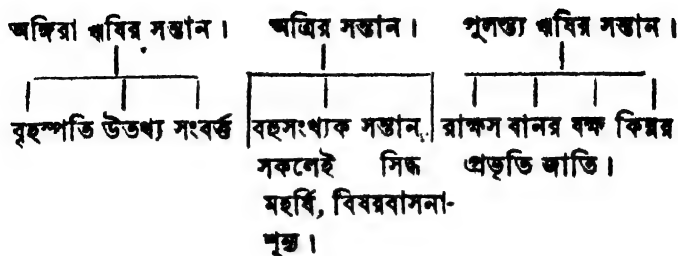 অঙ্গিরা ঋষির সন্তান। অত্রির সন্তান। পুলস্ত্য ঋষির সন্তান।
বৃহস্পতি উতথ্য সংবর্ত্ত বহুসংখ্যক সন্তান, রাক্ষস বানর যক্ষ কিন্নর
সকলেই সিদ্ধ প্রভৃতি জাতি।
মহর্ষি, বিষয়বাসনা-
শূন্য।